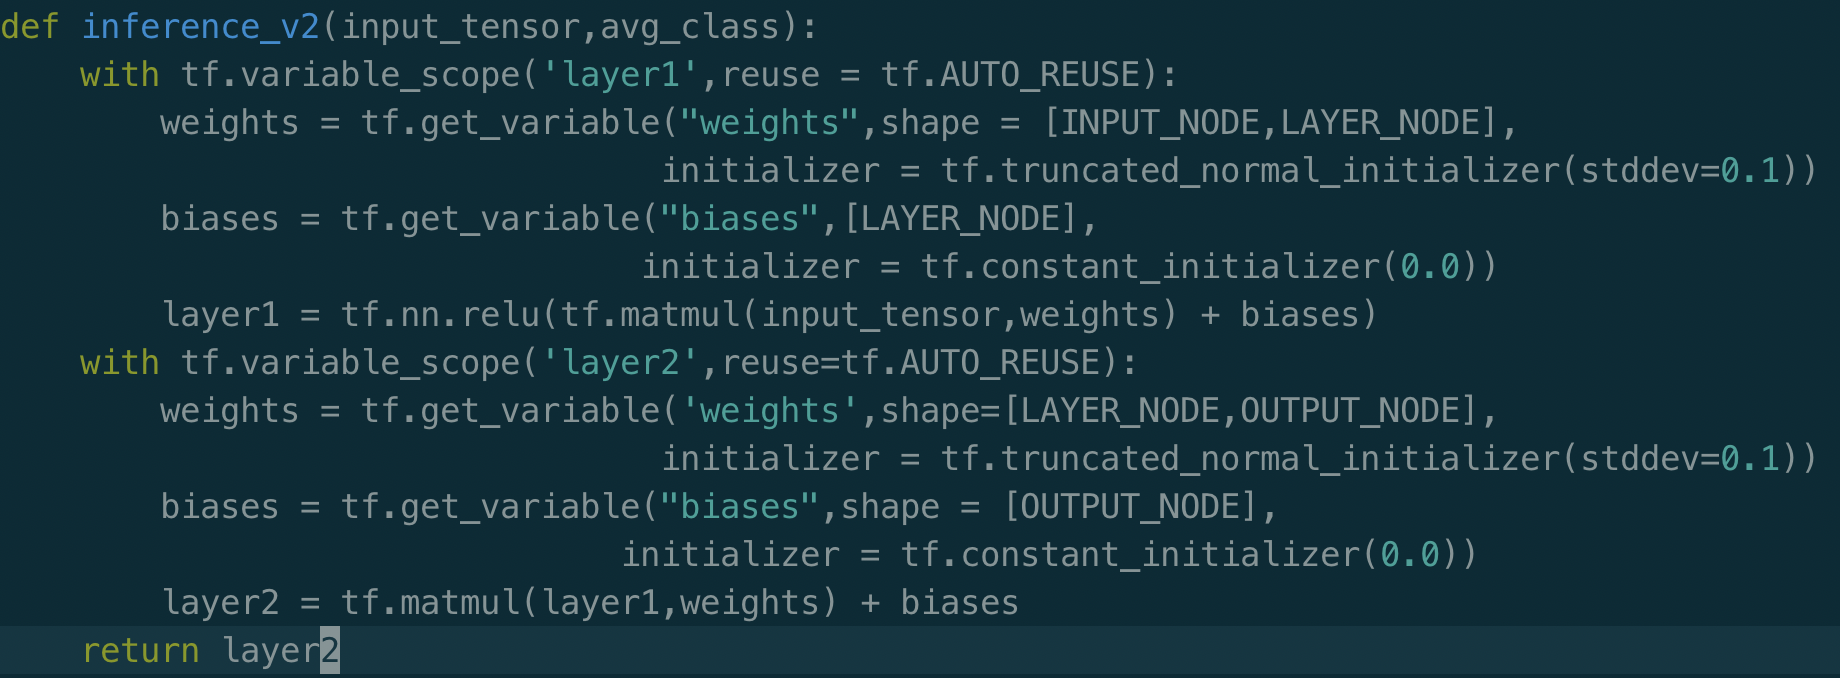 def inference_v2(input_tensor,avg_class):
    with tf.variable_scope('layer1',reuse = tf.AUTO_REUSE):
        weights = tf.get_variable("weights",shape = [INPUT_NODE,LAYER_NODE],
                                 initializer = tf.truncated_normal_initializer(stddev=0.1))
        biases = tf.get_variable("biases",[LAYER_NODE],
                                initializer = tf.constant_initializer(0.0))
        layer1 = tf.nn.relu(tf.matmul(input_tensor,weights) + biases)
    with tf.variable_scope('layer2',reuse=tf.AUTO_REUSE):
        weights = tf.get_variable('weights',shape=[LAYER_NODE,OUTPUT_NODE],
                                 initializer = tf.truncated_normal_initializer(stddev=0.1))
        biases = tf.get_variable("biases",shape = [OUTPUT_NODE],
                               initializer = tf.constant_initializer(0.0))
        layer2 = tf.matmul(layer1,weights) + biases
    return layer2